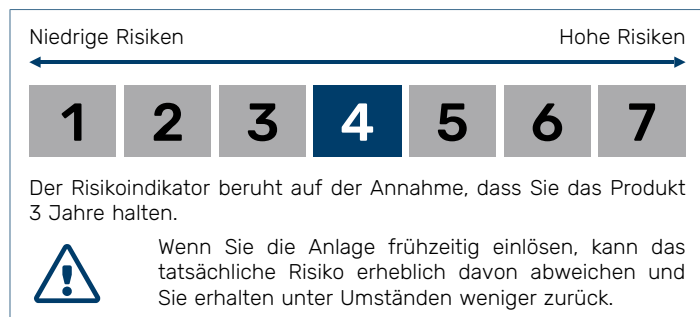 Niedrige Risiken Hohe Risiken
1 2 3 4 5 6 7
Der Risikoindikator beruht auf der Annahme, dass Sie das Produkt
3 Jahre halten.
Wenn Sie die Anlage frühzeitig einlösen, kann das
tatsächliche Risiko erheblich davon abweichen und
Sie erhalten unter Umständen weniger zurück.